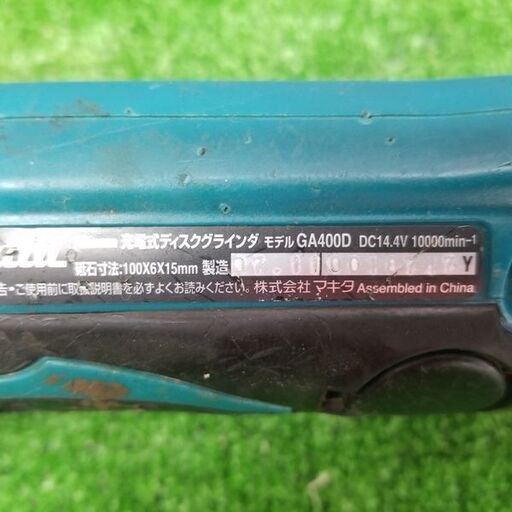 充電式ディスクグラインダ モデル GA400D DC14.4V 10000min-1
砥石寸法:100X6X15mm 製造 Y
告・ご使用前に取扱説明書を必ずよくお読みください。 株式会社 マキタ Assembled in China